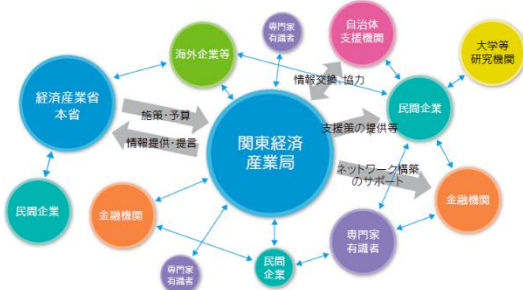 専門家
有識者
自治体
支援機関
海外企業等
大学等
研究機関
情報交換、協力
経済産業省
本省
施策・予算
民間企業
情報提供・提言
関東経済
産業局
支援策の提供等
ネットワーク構築
のサポート
民間企業
金融機関
金融機関
専門家
有識者
専門家
有識者
民間
企業